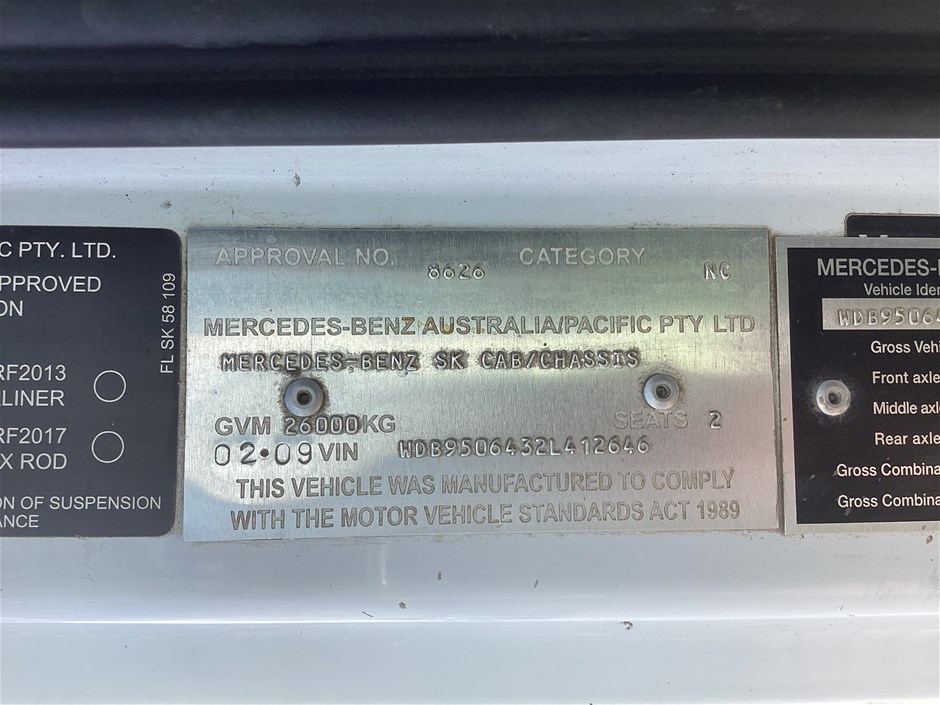 C PTY. LTD.
PPROVED
ON
FL SK 58 109
RF2013
LINER
RF2017
X ROD
ON OF SUSPENSION
ANCE
APPROVAL NO. 8626 CATEGORY NC
MERCEDES-BENZ AUSTRALIA/PACIFIC PTY LTD
MERCEDES-BENZ SK CAB/CHASSIS
GVM 26000KG SEATS 2
02•09 VIN WDB9506432L412646
THIS VEHICLE WAS MANUFACTURED TO COMPLY
WITH THE MOTOR VEHICLE STANDARDS ACT 1989
MERCEDES-
Vehicle Iden
WDB9506
Gross Vehi
Front axle
Middle axl
Rear axle
Gross Combina
Gross Combina